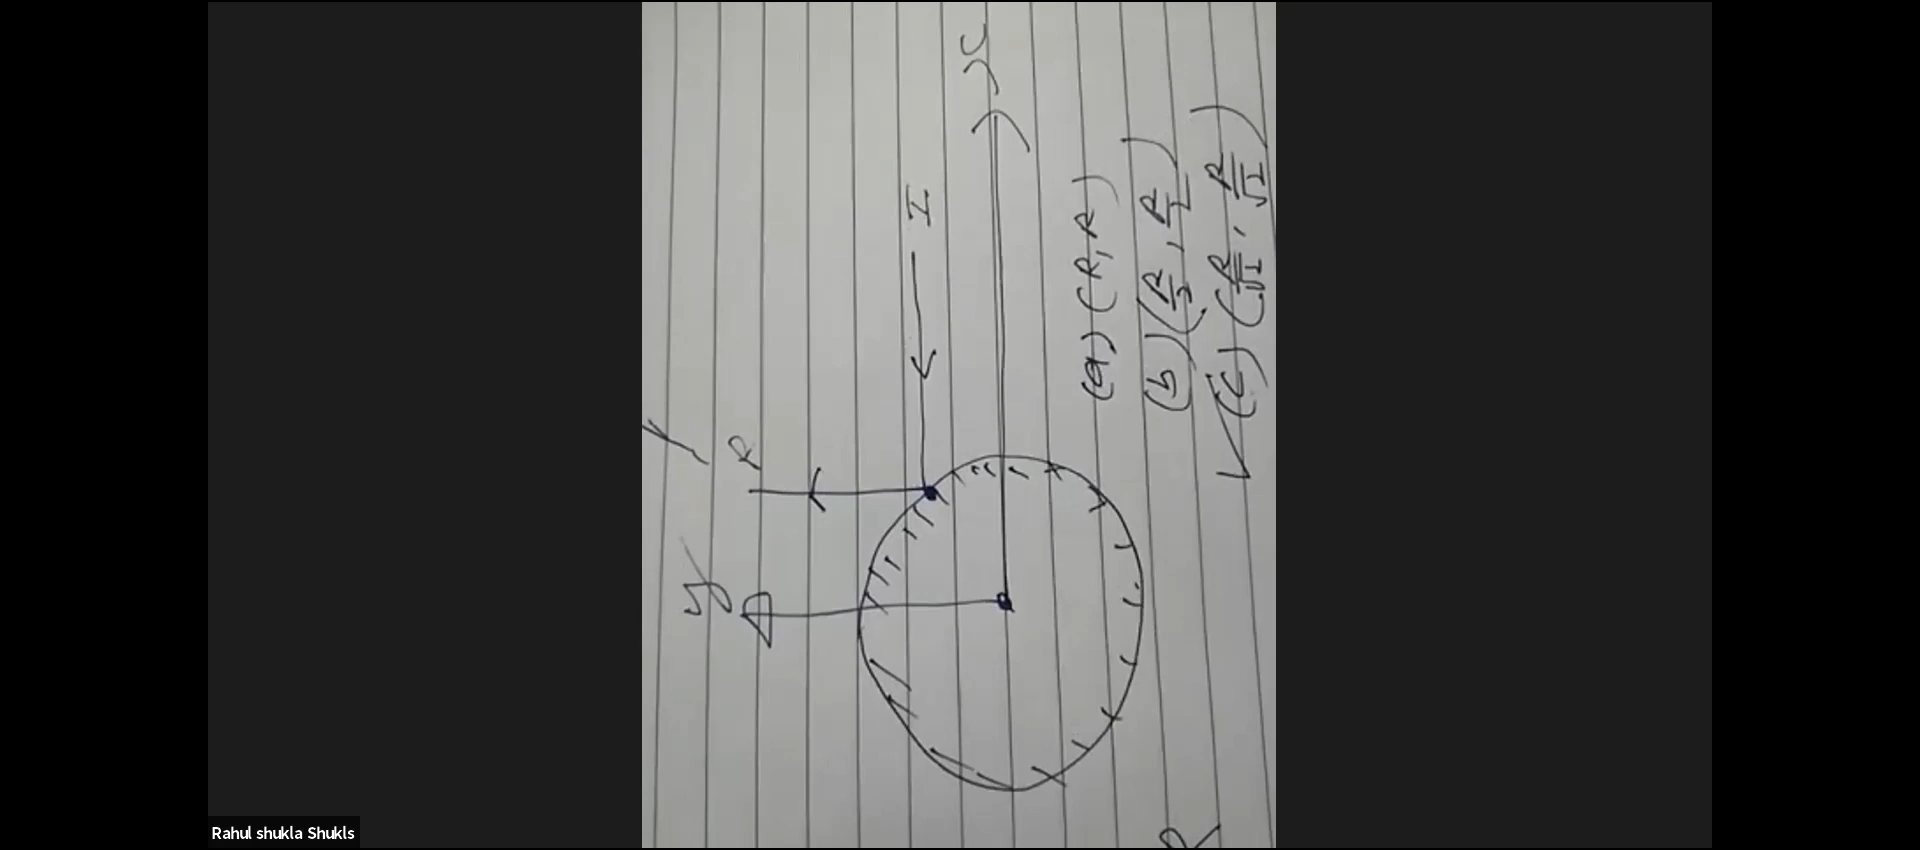 x
I
R
y
(a) (R, R)
(b) (R/2, R/2)
(c) (R/√2, R/√2)
R
Rahul shukla Shukls